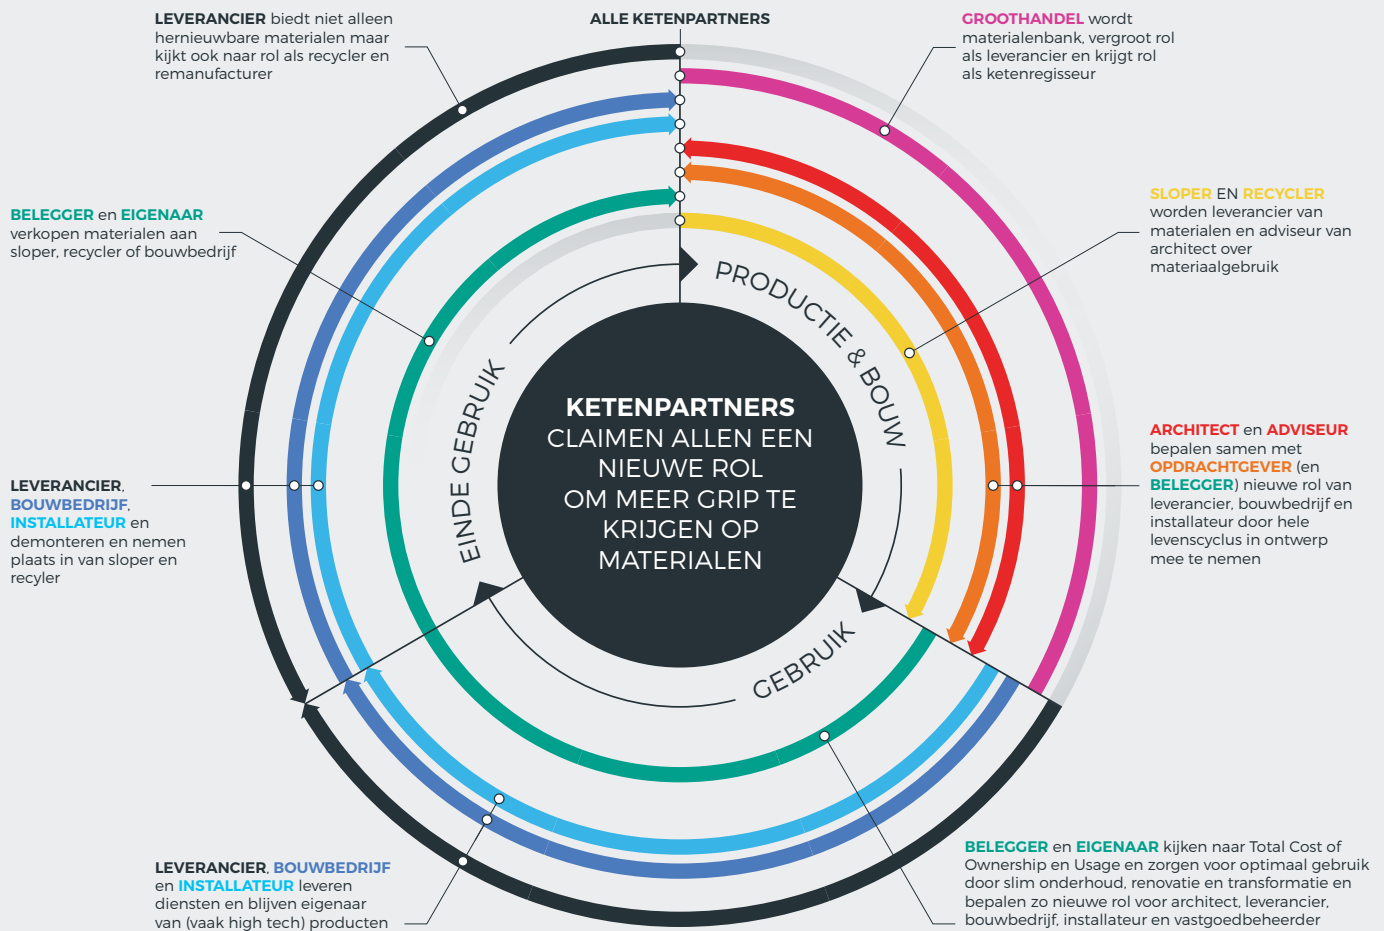 LEVERANCIER biedt niet alleen
hernieuwbare materialen maar
kijkt ook naar rol als recycler en
remanufacturer
ALLE KETENPARTNERS
GROOTHANDEL wordt
materialenbank, vergroot rol
als leverancier en krijgt rol
als ketenregisseur
BELEGGER en EIGENAAR
verkopen materialen aan
sloper, recycler of bouwbedrijf
SLOPER EN RECYCLER
worden leverancier van
materialen en adviseur van
architect over
materiaalgebruik
PRODUCTIE & BOUW
EINDE GEBRUIK
GEBRUIK
KETENPARTNERS
CLAIMEN ALLEN EEN
NIEUWE ROL
OM MEER GRIP TE
KRIJGEN OP
MATERIALEN
LEVERANCIER,
BOUWBEDRIJF,
INSTALLATEUR en
demonteren en nemen
plaats in van sloper en
recyler
ARCHITECT en ADVISEUR
bepalen samen met
OPDRACHTGEVER (en
BELEGGER) nieuwe rol van
leverancier, bouwbedrijf en
installateur door hele
levenscyclus in ontwerp
mee te nemen
LEVERANCIER, BOUWBEDRIJF
en INSTALLATEUR leveren
diensten en blijven eigenaar
van (vaak high tech) producten
BELEGGER en EIGENAAR kijken naar Total Cost of
Ownership en Usage en zorgen voor optimaal gebruik
door slim onderhoud, renovatie en transformatie en
bepalen zo nieuwe rol voor architect, leverancier,
bouwbedrijf, installateur en vastgoedbeheerder